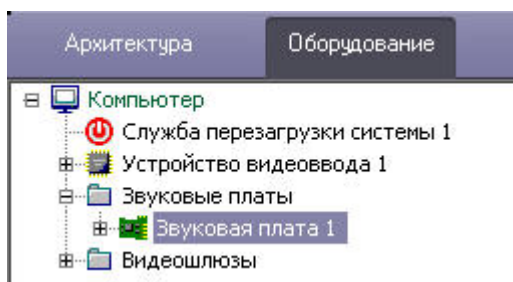 Архитектура Оборудование
Компьютер
Служба перезагрузки системы 1
Устройство видеоввода 1
Звуковые платы
Звуковая плата 1
Видеошлюзы